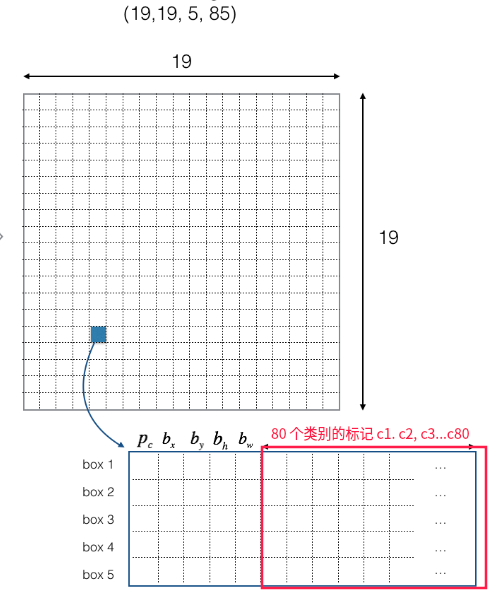 (19,19, 5, 85)
19
19
p_c b_x b_y b_h b_w
80 个类别的标记 c1. c2, c3...c80
box 1 ...
box 2 ...
box 3 ...
box 4 ...
box 5 ...